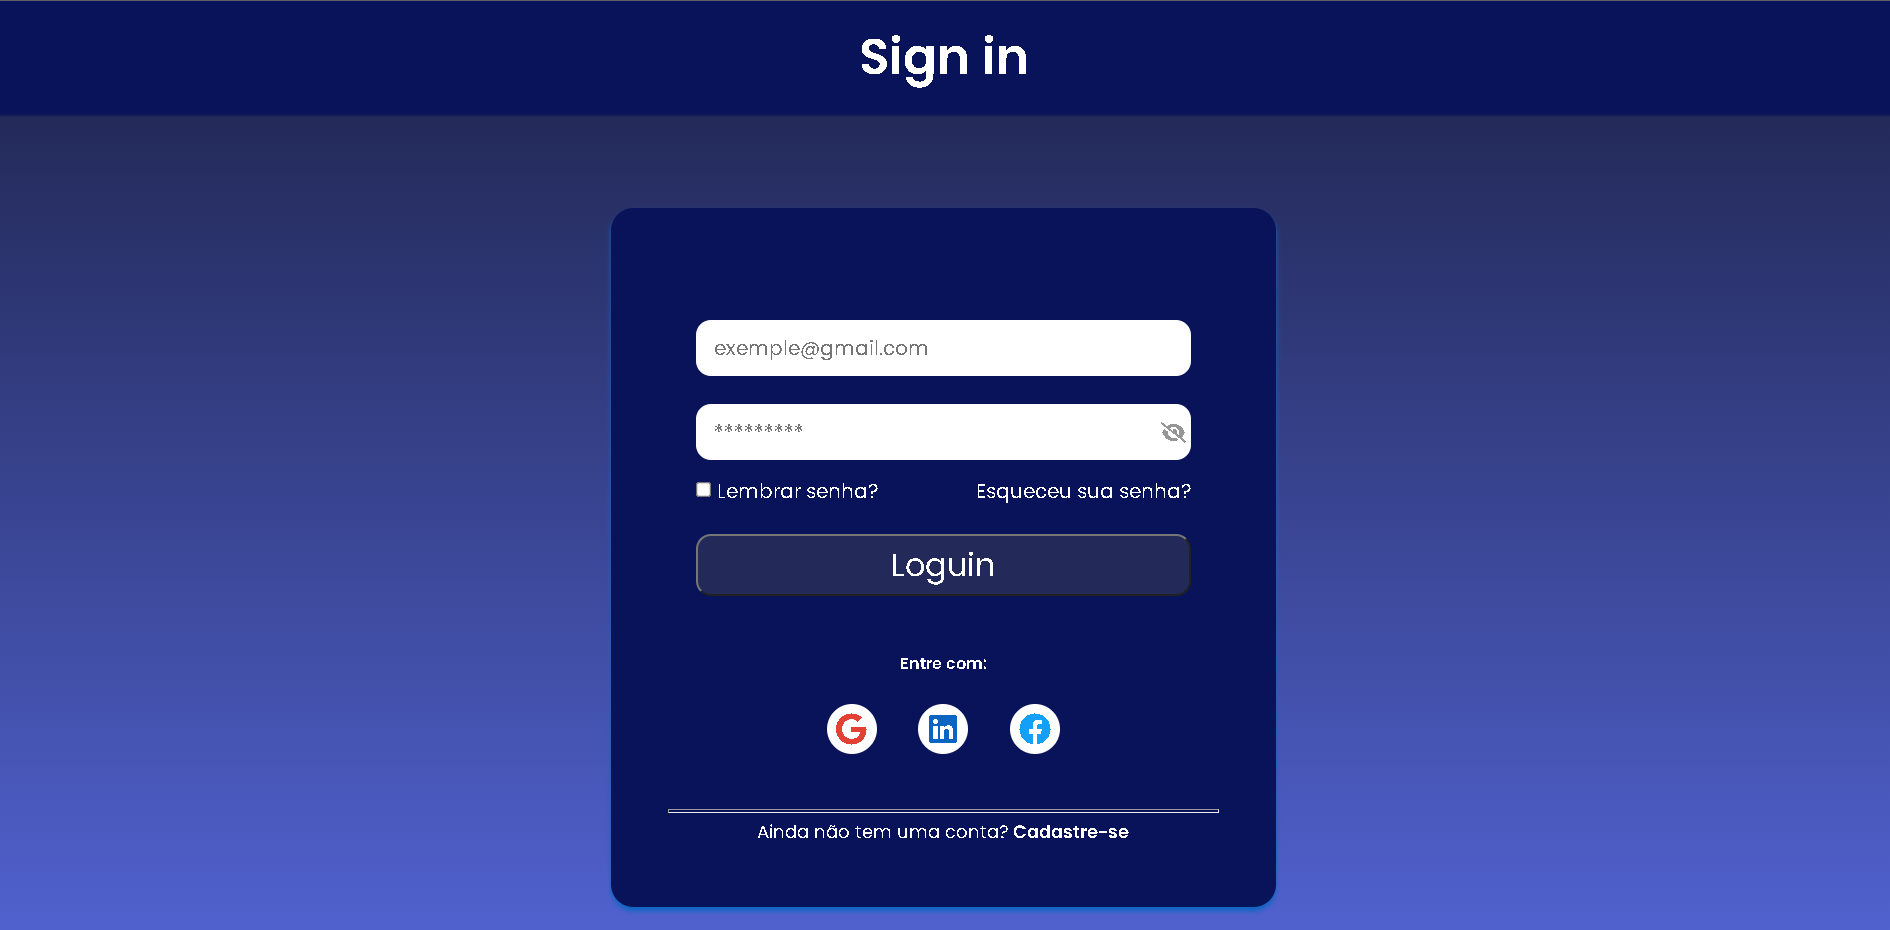 Sign in
exemple@gmail.com
*********
Lembrar senha? Esqueceu sua senha?
Loguin
Entre com:
Ainda não tem uma conta? Cadastre-se